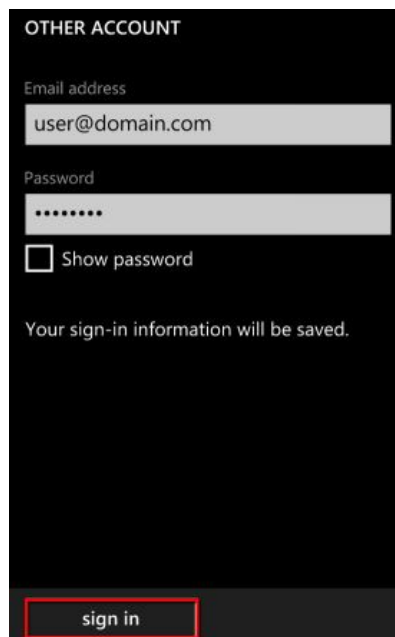 OTHER ACCOUNT
Email address
user@domain.com
Password
••••••••
Show password
Your sign-in information will be saved.
sign in